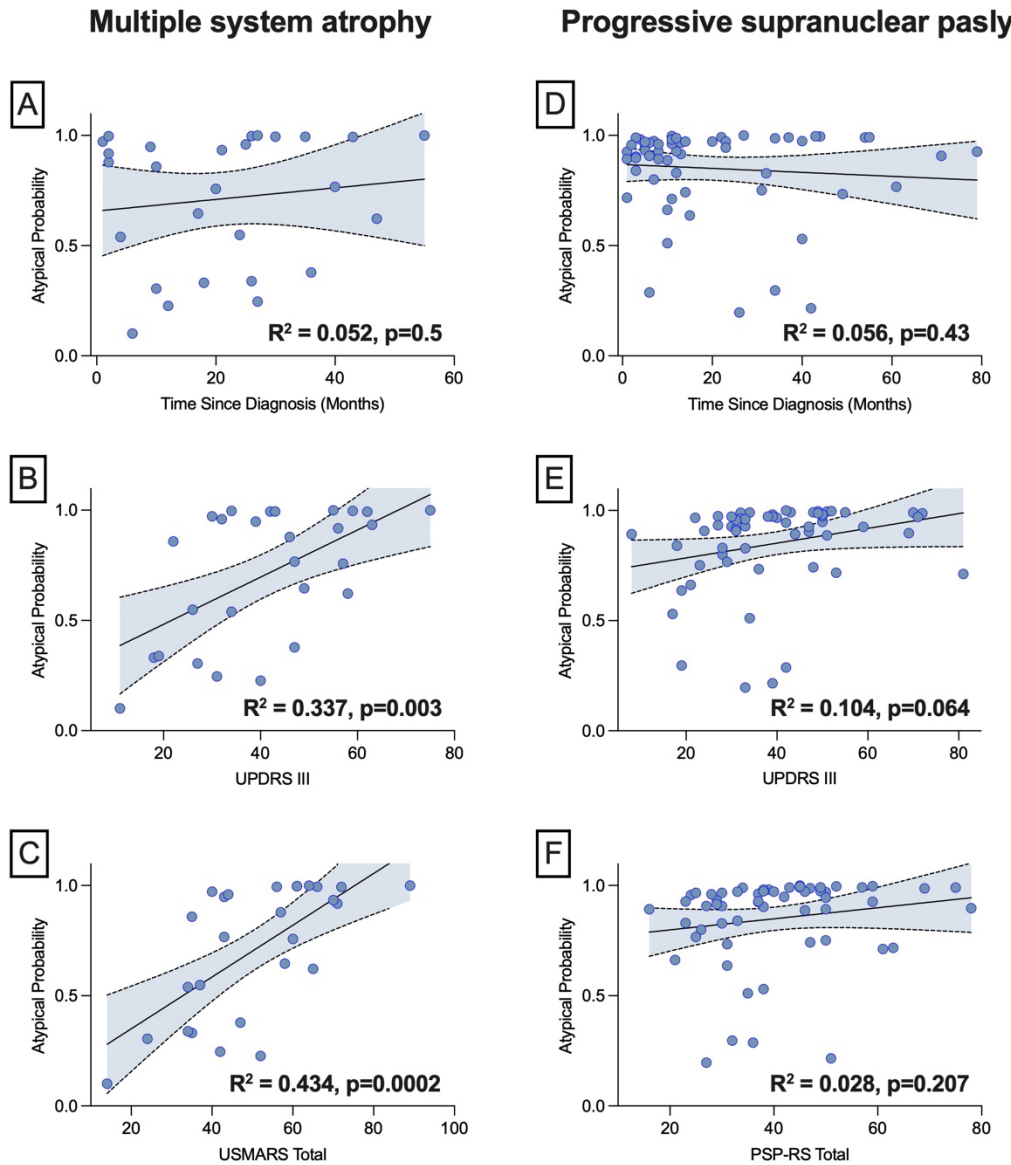 Multiple system atrophy
Progressive supranuclear pasly
A
1.0
0.5
0.0
Atypical Probability
R² = 0.052, p=0.5
0 20 40 60
Time Since Diagnosis (Months)
D
1.0
0.5
0.0
Atypical Probability
R² = 0.056, p=0.43
0 20 40 60 80
Time Since Diagnosis (Months)
B
1.0
0.5
0.0
Atypical Probability
R² = 0.337, p=0.003
20 40 60 80
UPDRS III
E
1.0
0.5
0.0
Atypical Probability
R² = 0.104, p=0.064
20 40 60 80
UPDRS III
C
1.0
0.5
0.0
Atypical Probability
R² = 0.434, p=0.0002
20 40 60 80 100
USMARS Total
F
1.0
0.5
0.0
Atypical Probability
R² = 0.028, p=0.207
20 40 60 80
PSP-RS Total